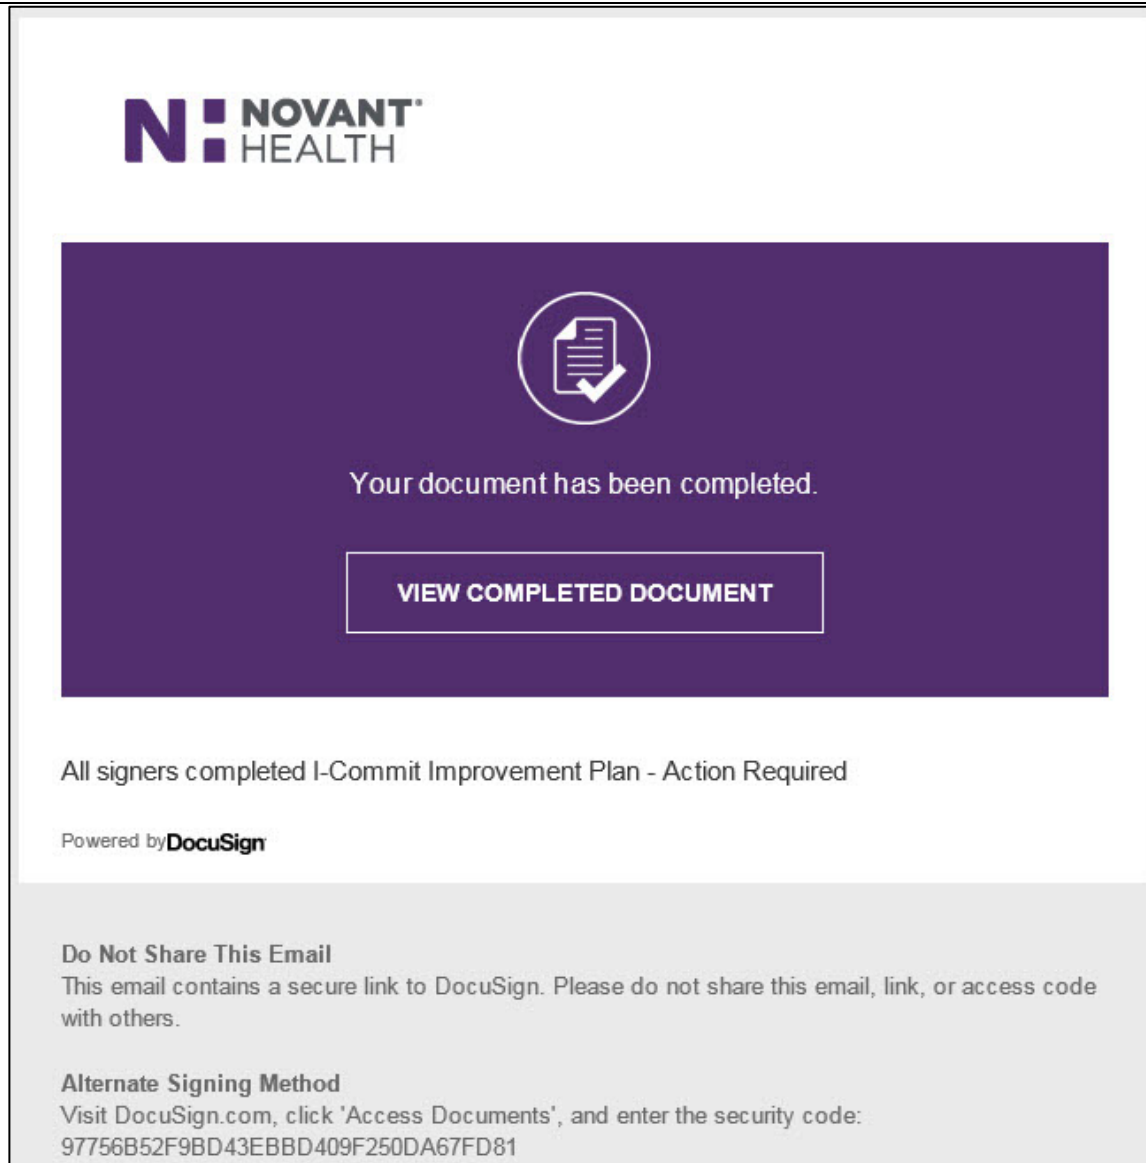 NOVANT
HEALTH
Your document has been completed.
VIEW COMPLETED DOCUMENT
All signers completed I-Commit Improvement Plan - Action Required
Powered by DocuSign
Do Not Share This Email
This email contains a secure link to DocuSign. Please do not share this email, link, or access code
with others.
Alternate Signing Method
Visit DocuSign.com, click 'Access Documents', and enter the security code:
97756B52F9BD43EBBD409F250DA67FD81